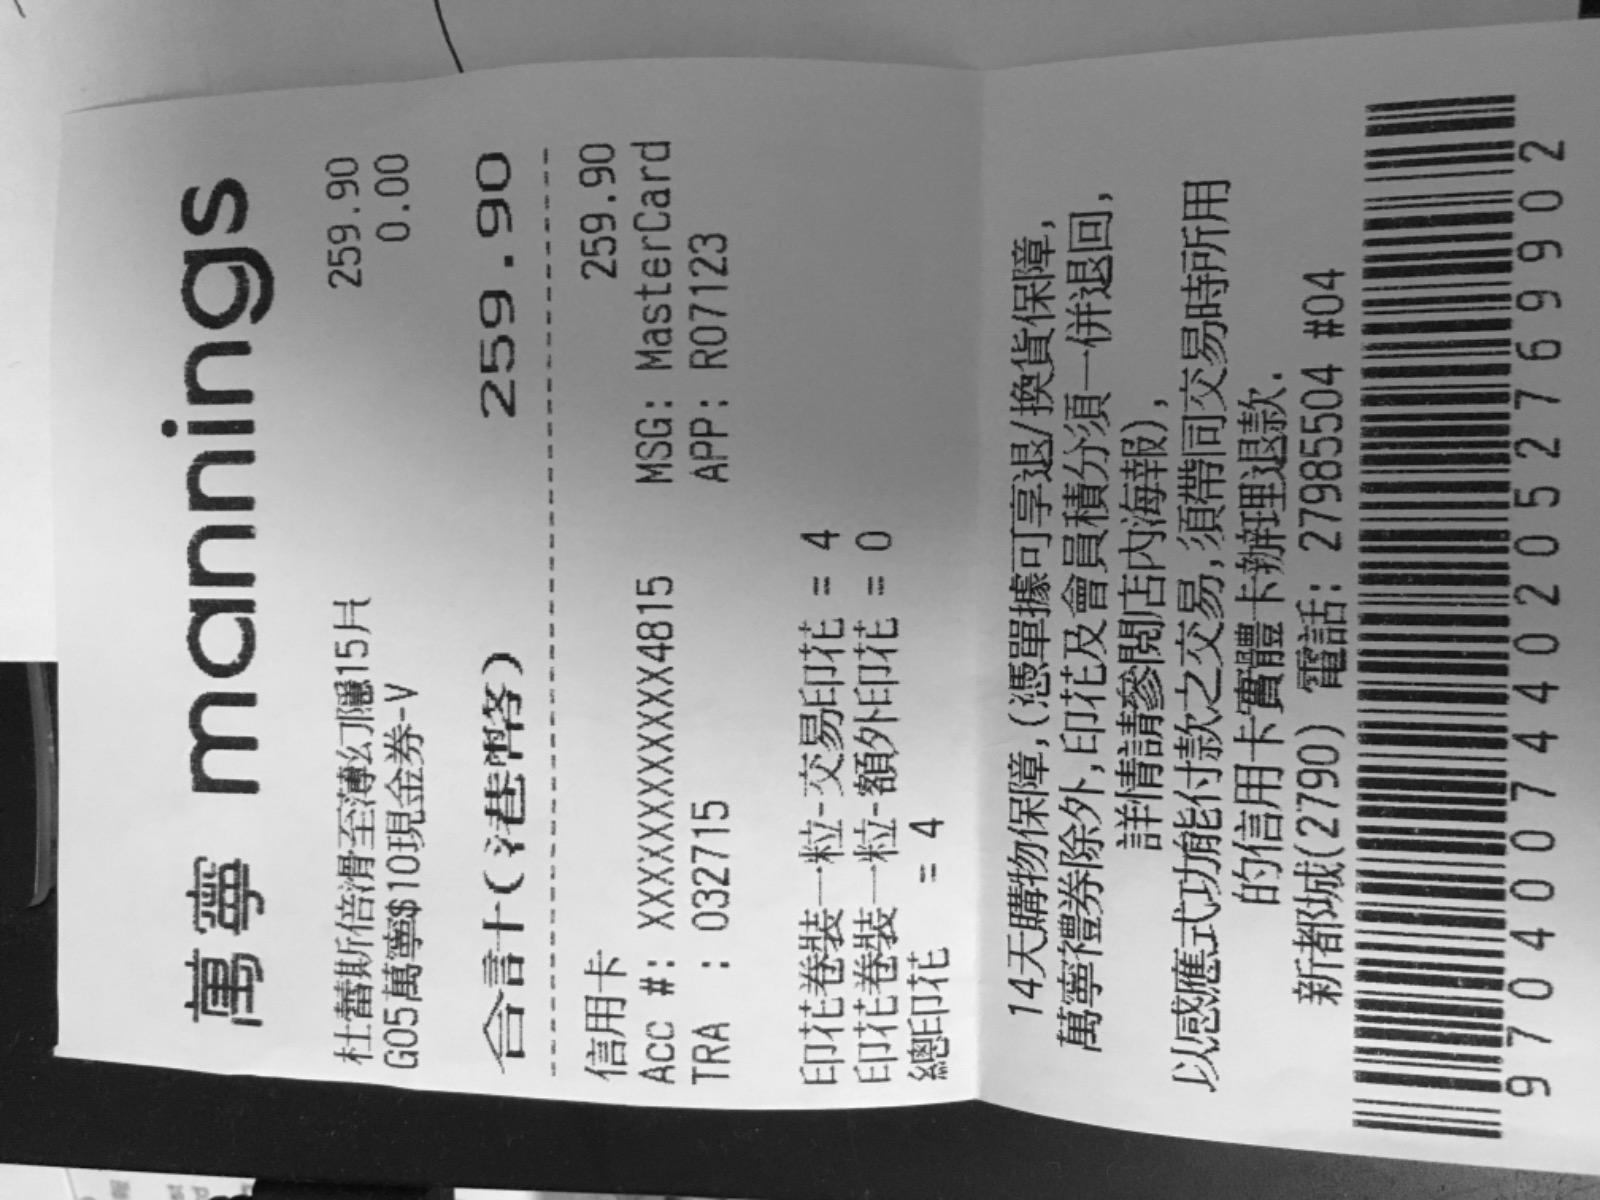 萬寧 mannings
杜蕾斯倍滑至薄幻隱15片 259.90
G05萬寧$10現金券-V 0.00
合計(港幣) 259.90
信用卡 259.90
Acc #: XXXXXXXXXXXX4815 MSG: MasterCard
TRA : 032715 APP: R07123
印花卷裝一粒-交易印花 = 4
印花卷裝一粒-額外印花 = 0
總印花 = 4
14天購物保障,(憑單據可享退/換貨保障,
萬寧禮券除外,印花及會員積分須一併退回,
詳情請參閱店內海報),
以感應式功能付款之交易,須帶同交易時所用
的信用卡實體卡辦理退款.
新都城(2790) 電話: 27985504 #04
970400744020527699902